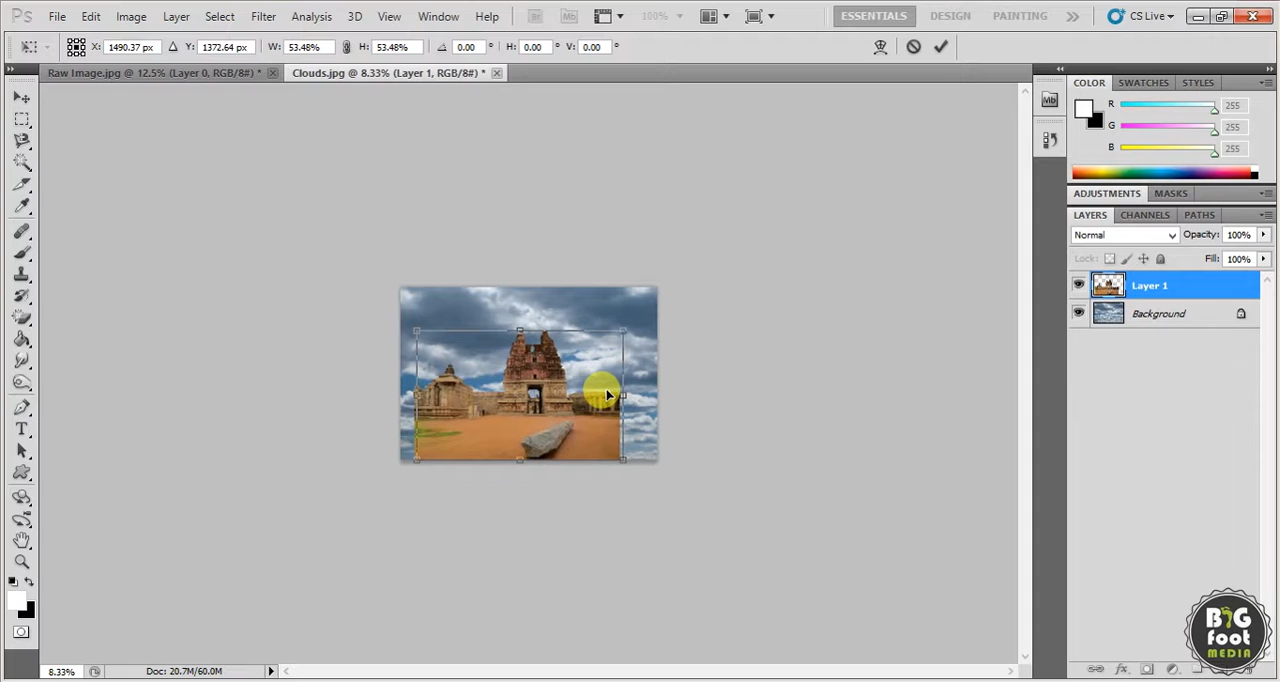 Ps File Edit Image Layer Select Filter Analysis 3D View Window Help Br Mb 100% ESSENTIALS DESIGN PAINTING CS Live
X: 1490.37 px Y: 1372.64 px W: 53.48% H: 53.48% 0.00 ° H: 0.00 ° V: 0.00 °
Raw Image.jpg @ 12.5% (Layer 0, RGB/8#) * Clouds.jpg @ 8.33% (Layer 1, RGB/8#) *
Mb
COLOR SWATCHES STYLES
R 255
G 255
B 255
ADJUSTMENTS MASKS
LAYERS CHANNELS PATHS
Normal Opacity: 100%
Lock: Fill: 100%
Layer 1
Background
T
8.33% Doc: 20.7M/60.0M
BIG
foot
MEDIA
fx